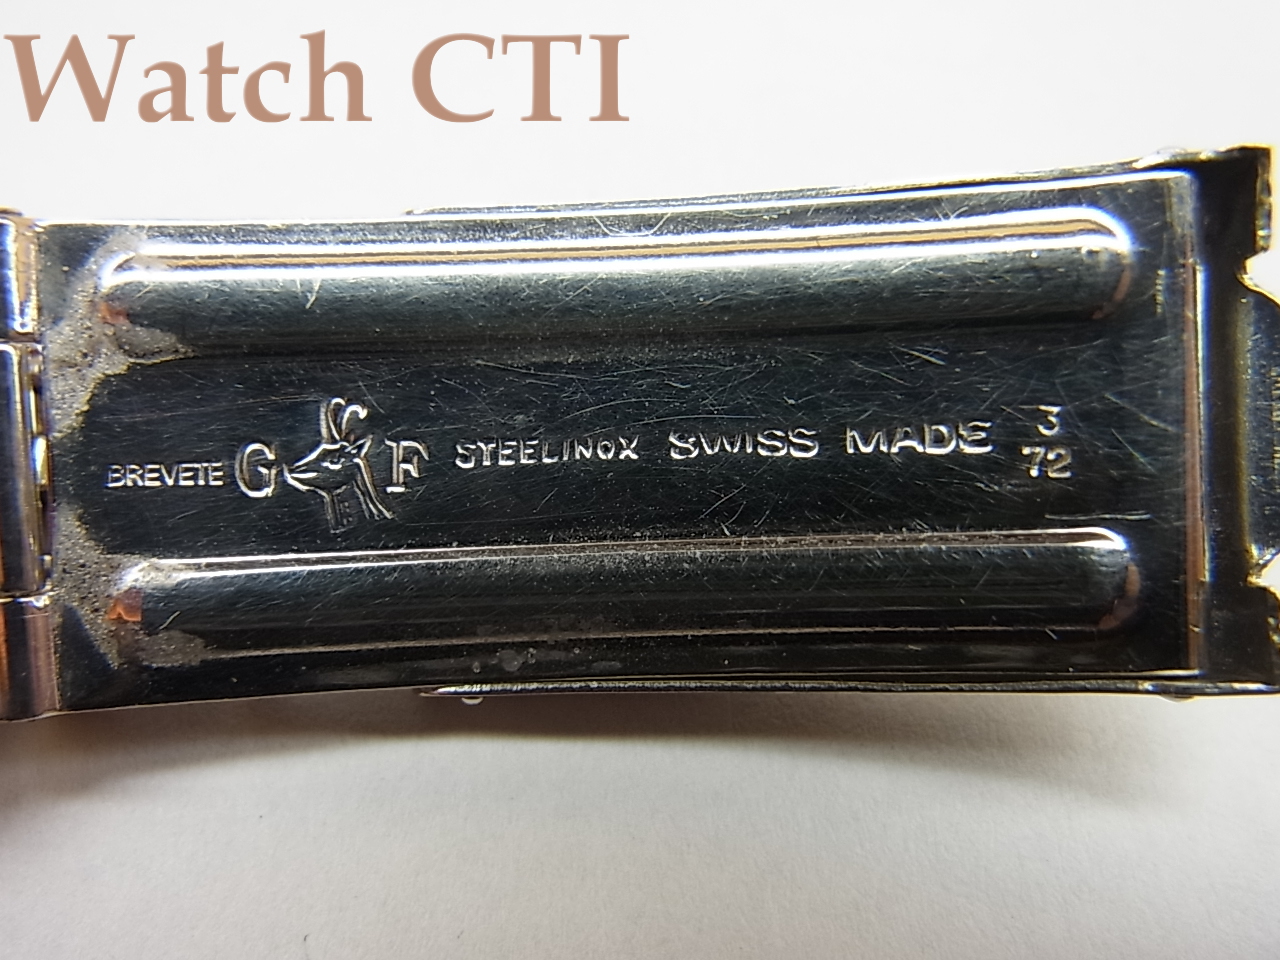 Watch CTI
BREVETE G F STEELINOX SWISS MADE 3
72